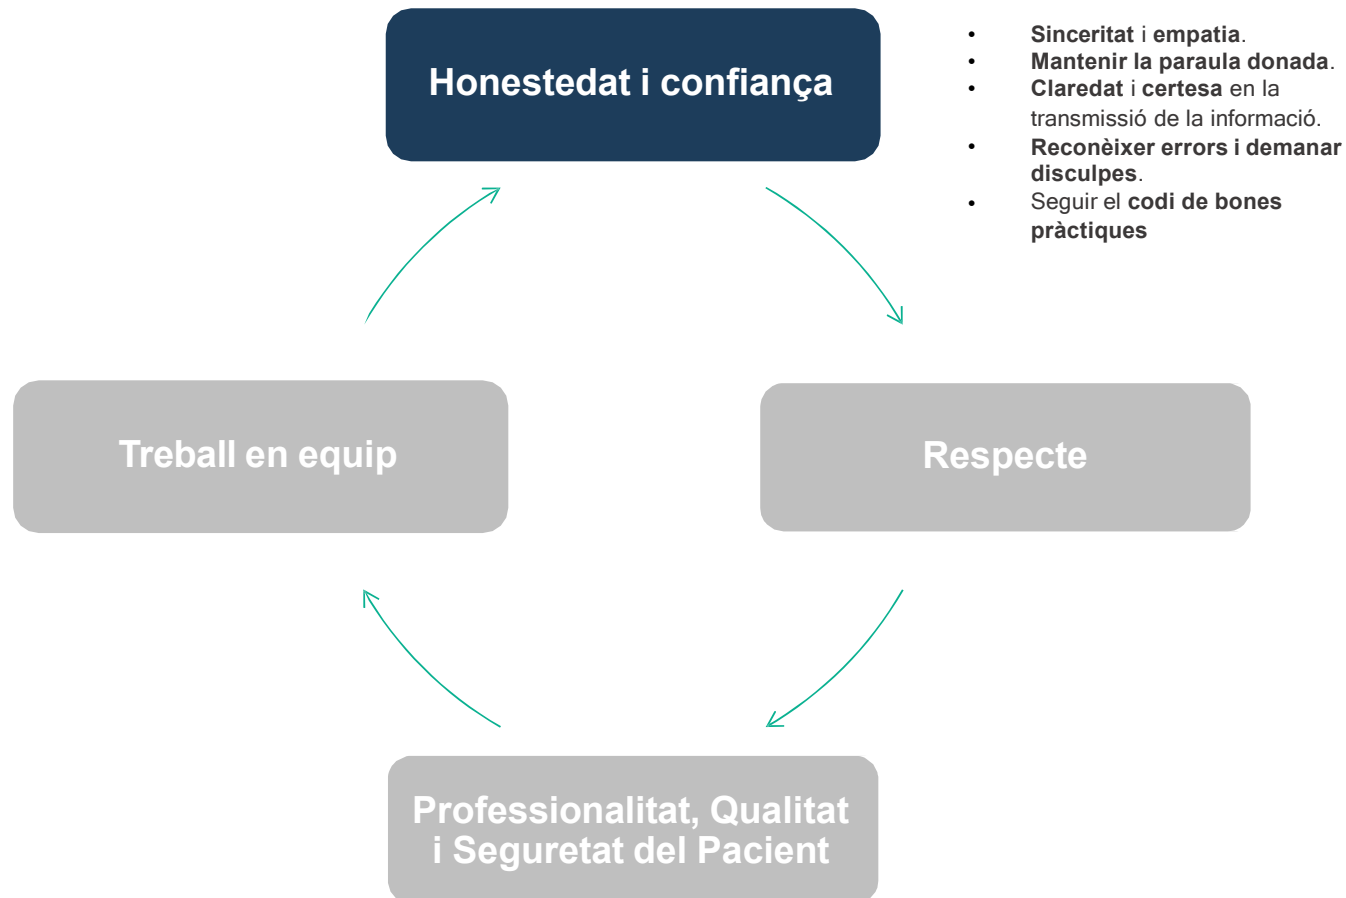 Honestedat i confiança
• Sinceritat i empatia.
• Mantenir la paraula donada.
• Claredat i certesa en la
transmissió de la informació.
• Reconèixer errors i demanar
disculpes.
• Seguir el codi de bones
pràctiques
Treball en equip
Respecte
Professionalitat, Qualitat
i Seguretat del Pacient